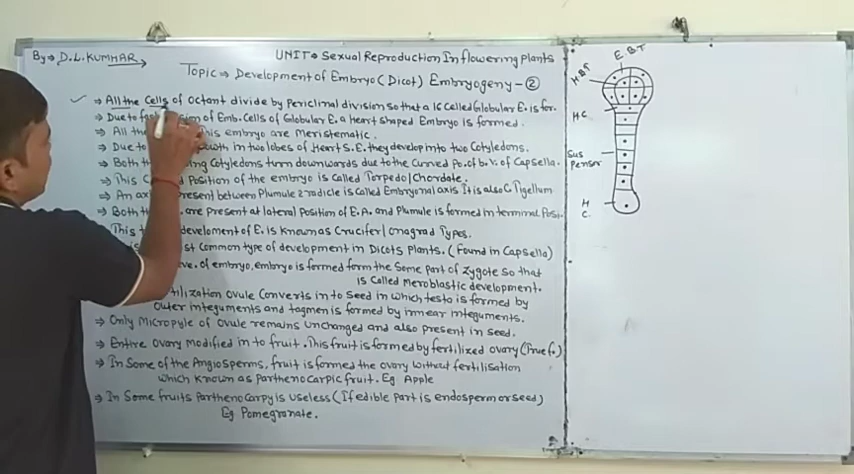 By→ D.L. KUMHAR
UNIT→ Sexual Reproduction In flowering Plants
Topic⇒ Development of Embryo (Dicot) Embryogeny-②
⇒ All the Cells of octant divide by Periclinal division so that a 16 Celled Globular E. is for.
⇒ Due to of Emb. Cells of Globular E. a heart shaped Embryo is formed.
⇒ All the this embryo are Meristematic.
⇒ Due to in two lobes of Heart S.E. they develop into two Cotyledons.
⇒ Both the Cotyledons turn downwards due to the Curved Po. of b.v. of Capsella.
⇒ This Position of the embryo is Called Torpedo/Chordate.
⇒ An Present between Plumule & radicle is Called Embryonal axis It is also C. Tigellum
⇒ Both are Present at lateral Position of E.A. and Plumule is formed in terminal Posi.
This develoment of E. is known as Crucifer/onagrad Types.
Common type of development in Dicots Plants. (Found in Capsella)
of embryo, embryo is formed form the Some part of Zygote so that
is Called Meroblastic development.
ovule Converts in to Seed in which testa is formed by
outer integuments and tagmen is formed by innear integuments.
⇒ Only Micropyle of ovule remains unchanged and also present in seed.
⇒ Entire ovary modified in to fruit. This fruit is formed by fertilized ovary (True f.)
⇒ In Some of the Angiosperms, fruit is formed the ovary without fertilisation
which known as parthenocarpic fruit. Eg Apple
⇒ In Some fruits Parthenocarpy is useless (If edible part is endosperm or seed)
Eg Pomegronate.
E.B.T
H.B.T
H.C.
Sus
Pensor
H
C.